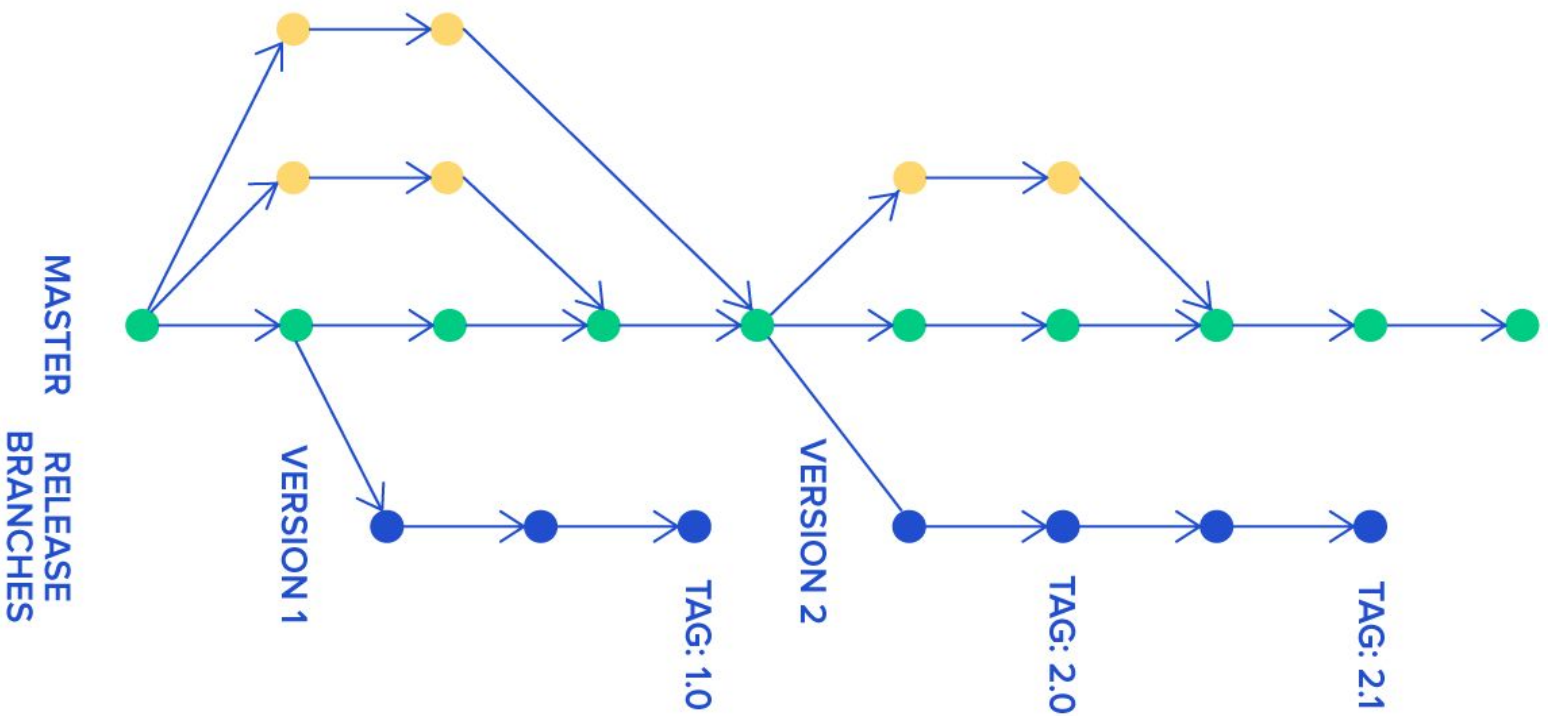 MASTER
RELEASE
BRANCHES
VERSION 1
TAG: 1.0
VERSION 2
TAG: 2.0
TAG: 2.1